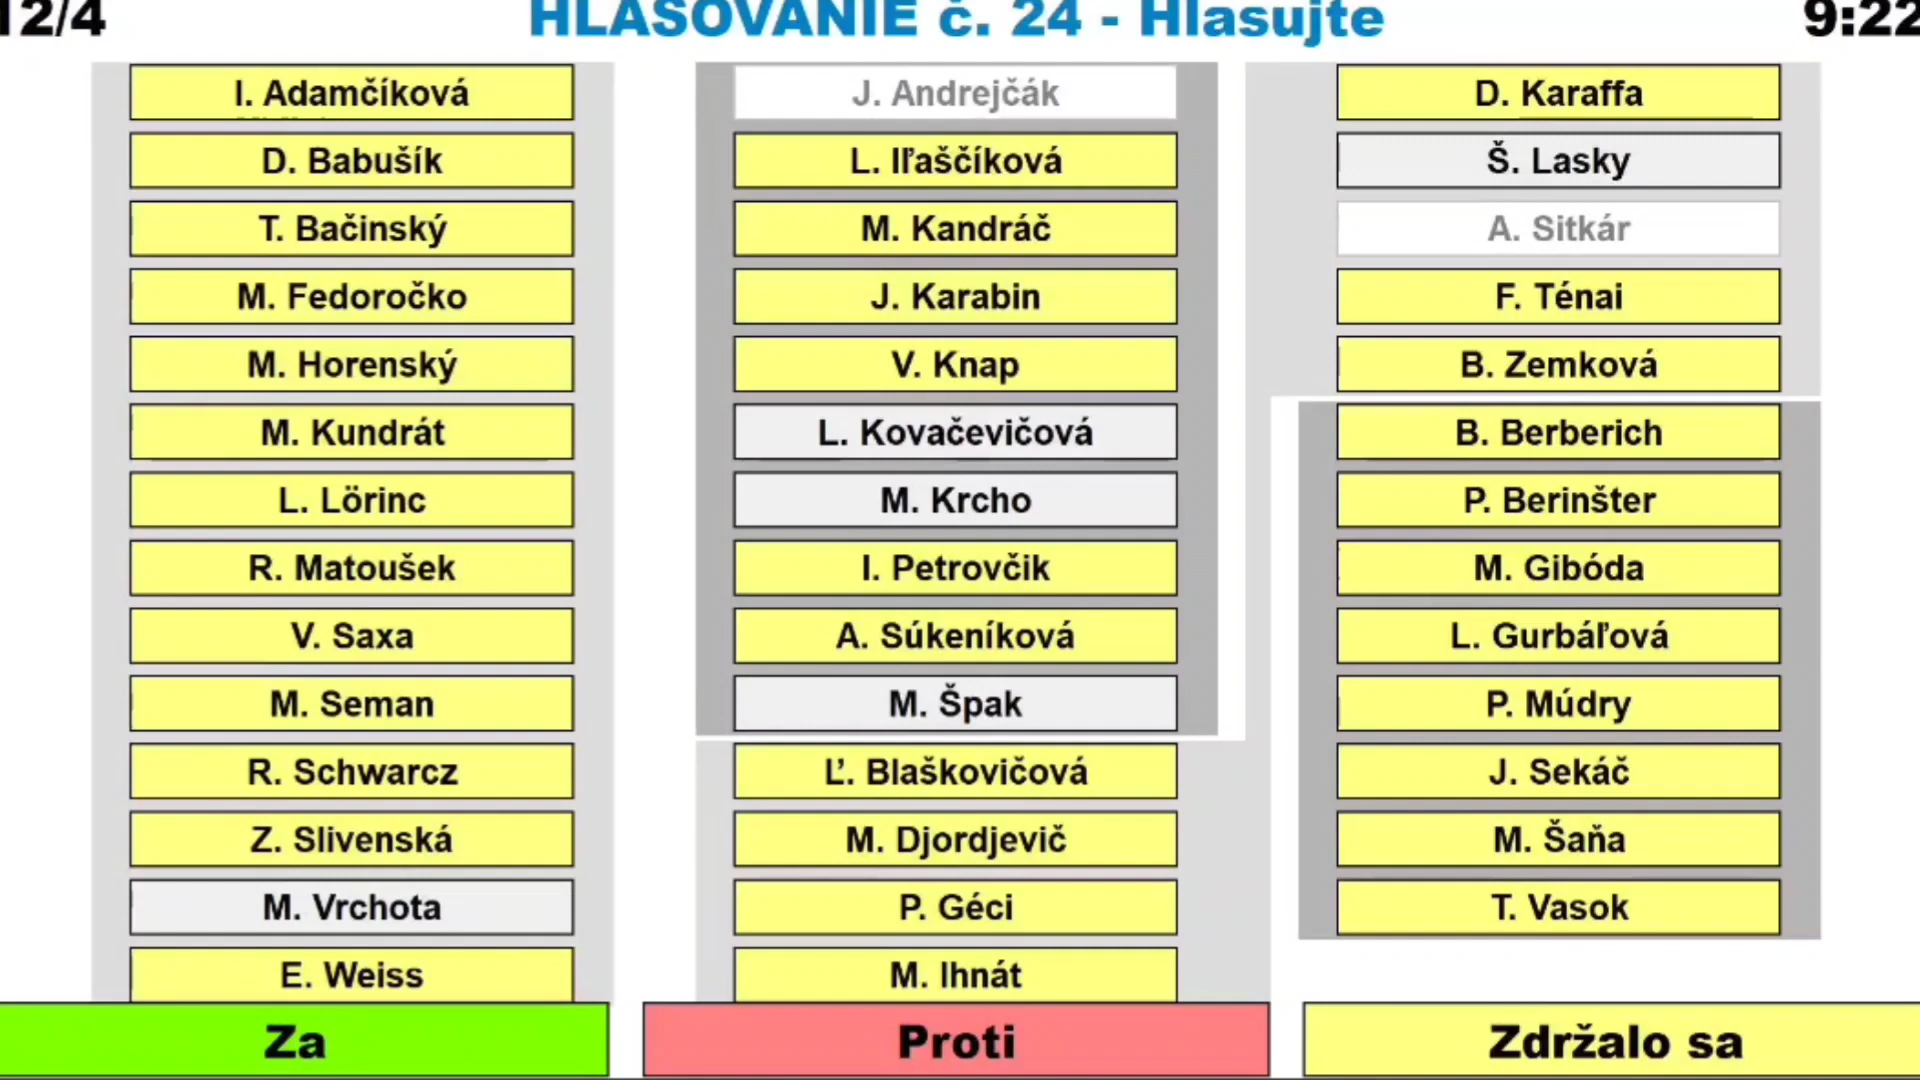 12/4
HLASOVANIE č. 24 - Hlasujte
9:22
I. Adamčíková
D. Babušík
T. Bačinský
M. Fedoročko
M. Horenský
M. Kundrát
L. Lörinc
R. Matoušek
V. Saxa
M. Seman
R. Schwarcz
Z. Slivenská
M. Vrchota
E. Weiss
J. Andrejčák
L. Iľaščíková
M. Kandráč
J. Karabin
V. Knap
L. Kovačevičová
M. Krcho
I. Petrovčik
A. Súkeníková
M. Špak
Ľ. Blaškovičová
M. Djordjevič
P. Géci
M. Ihnát
D. Karaffa
Š. Lasky
A. Sitkár
F. Ténai
B. Zemková
B. Berberich
P. Berinšter
M. Gibóda
L. Gurbáľová
P. Múdry
J. Sekáč
M. Šaňa
T. Vasok
Za
Proti
Zdržalo sa